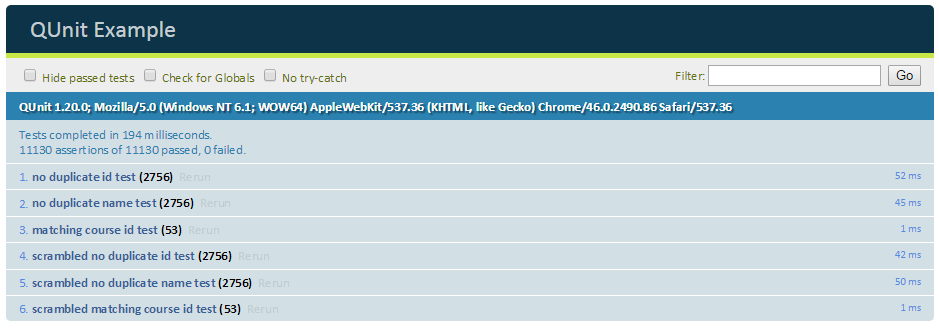 QUnit Example
Hide passed tests Check for Globals No try-catch Filter: Go
QUnit 1.20.0; Mozilla/5.0 (Windows NT 6.1; WOW64) AppleWebKit/537.36 (KHTML, like Gecko) Chrome/46.0.2490.86 Safari/537.36
Tests completed in 194 milliseconds.
11130 assertions of 11130 passed, 0 failed.
1. no duplicate id test (2756) Rerun 52 ms
2. no duplicate name test (2756) Rerun 45 ms
3. matching course id test (53) Rerun 1 ms
4. scrambled no duplicate id test (2756) Rerun 42 ms
5. scrambled no duplicate name test (2756) Rerun 50 ms
6. scrambled matching course id test (53) Rerun 1 ms